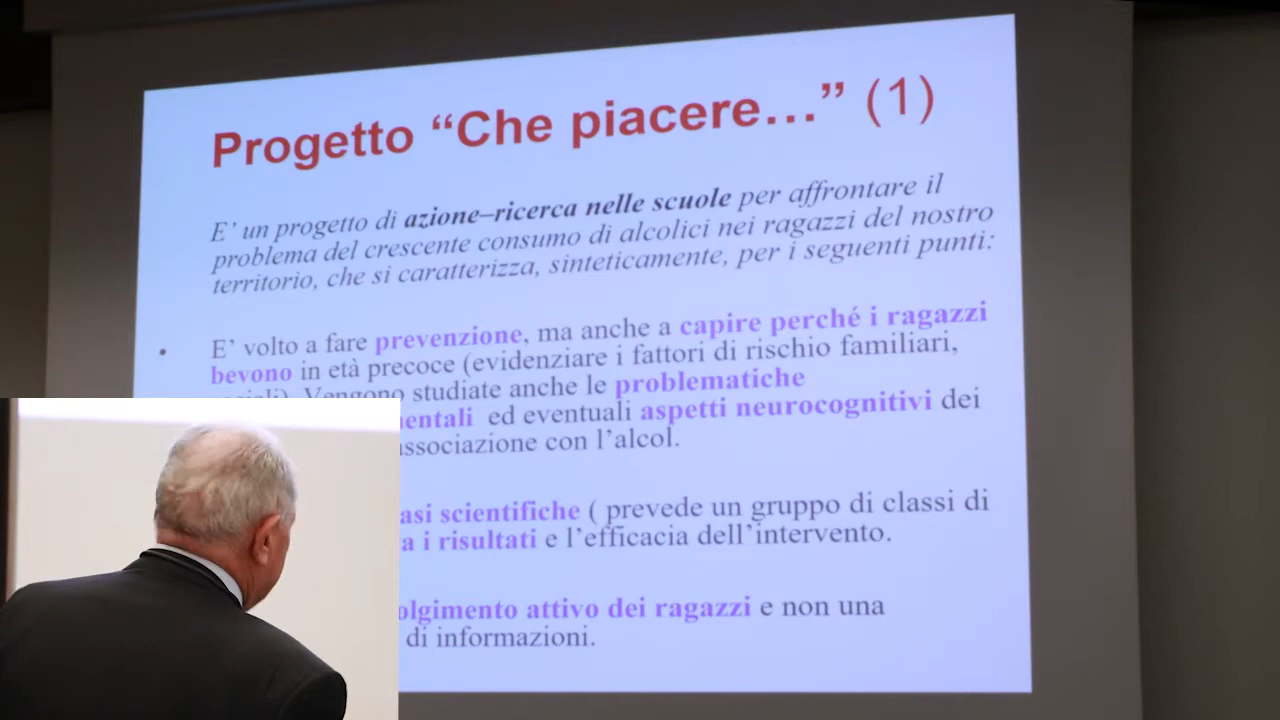 Progetto “Che piacere…” (1)
E’ un progetto di azione–ricerca nelle scuole per affrontare il
problema del crescente consumo di alcolici nei ragazzi del nostro
territorio, che si caratterizza, sinteticamente, per i seguenti punti:
• E’ volto a fare prevenzione, ma anche a capire perché i ragazzi
bevono in età precoce (evidenziare i fattori di rischio familiari,
Vengono studiate anche le problematiche
ed eventuali aspetti neurocognitivi dei
con l’alcol.
scientifiche ( prevede un gruppo di classi di
i risultati e l’efficacia dell’intervento.
attivo dei ragazzi e non una
di informazioni.